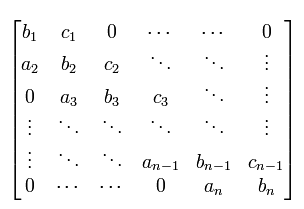 b₁ c₁ 0 ⋯ ⋯ 0
a₂ b₂ c₂ ⋱ ⋱ ⋮
0 a₃ b₃ c₃ ⋱ ⋮
⋮ ⋱ ⋱ ⋱ ⋱ ⋮
⋮ ⋱ ⋱ aₙ₋₁ bₙ₋₁ cₙ₋₁
0 ⋯ ⋯ 0 aₙ bₙ